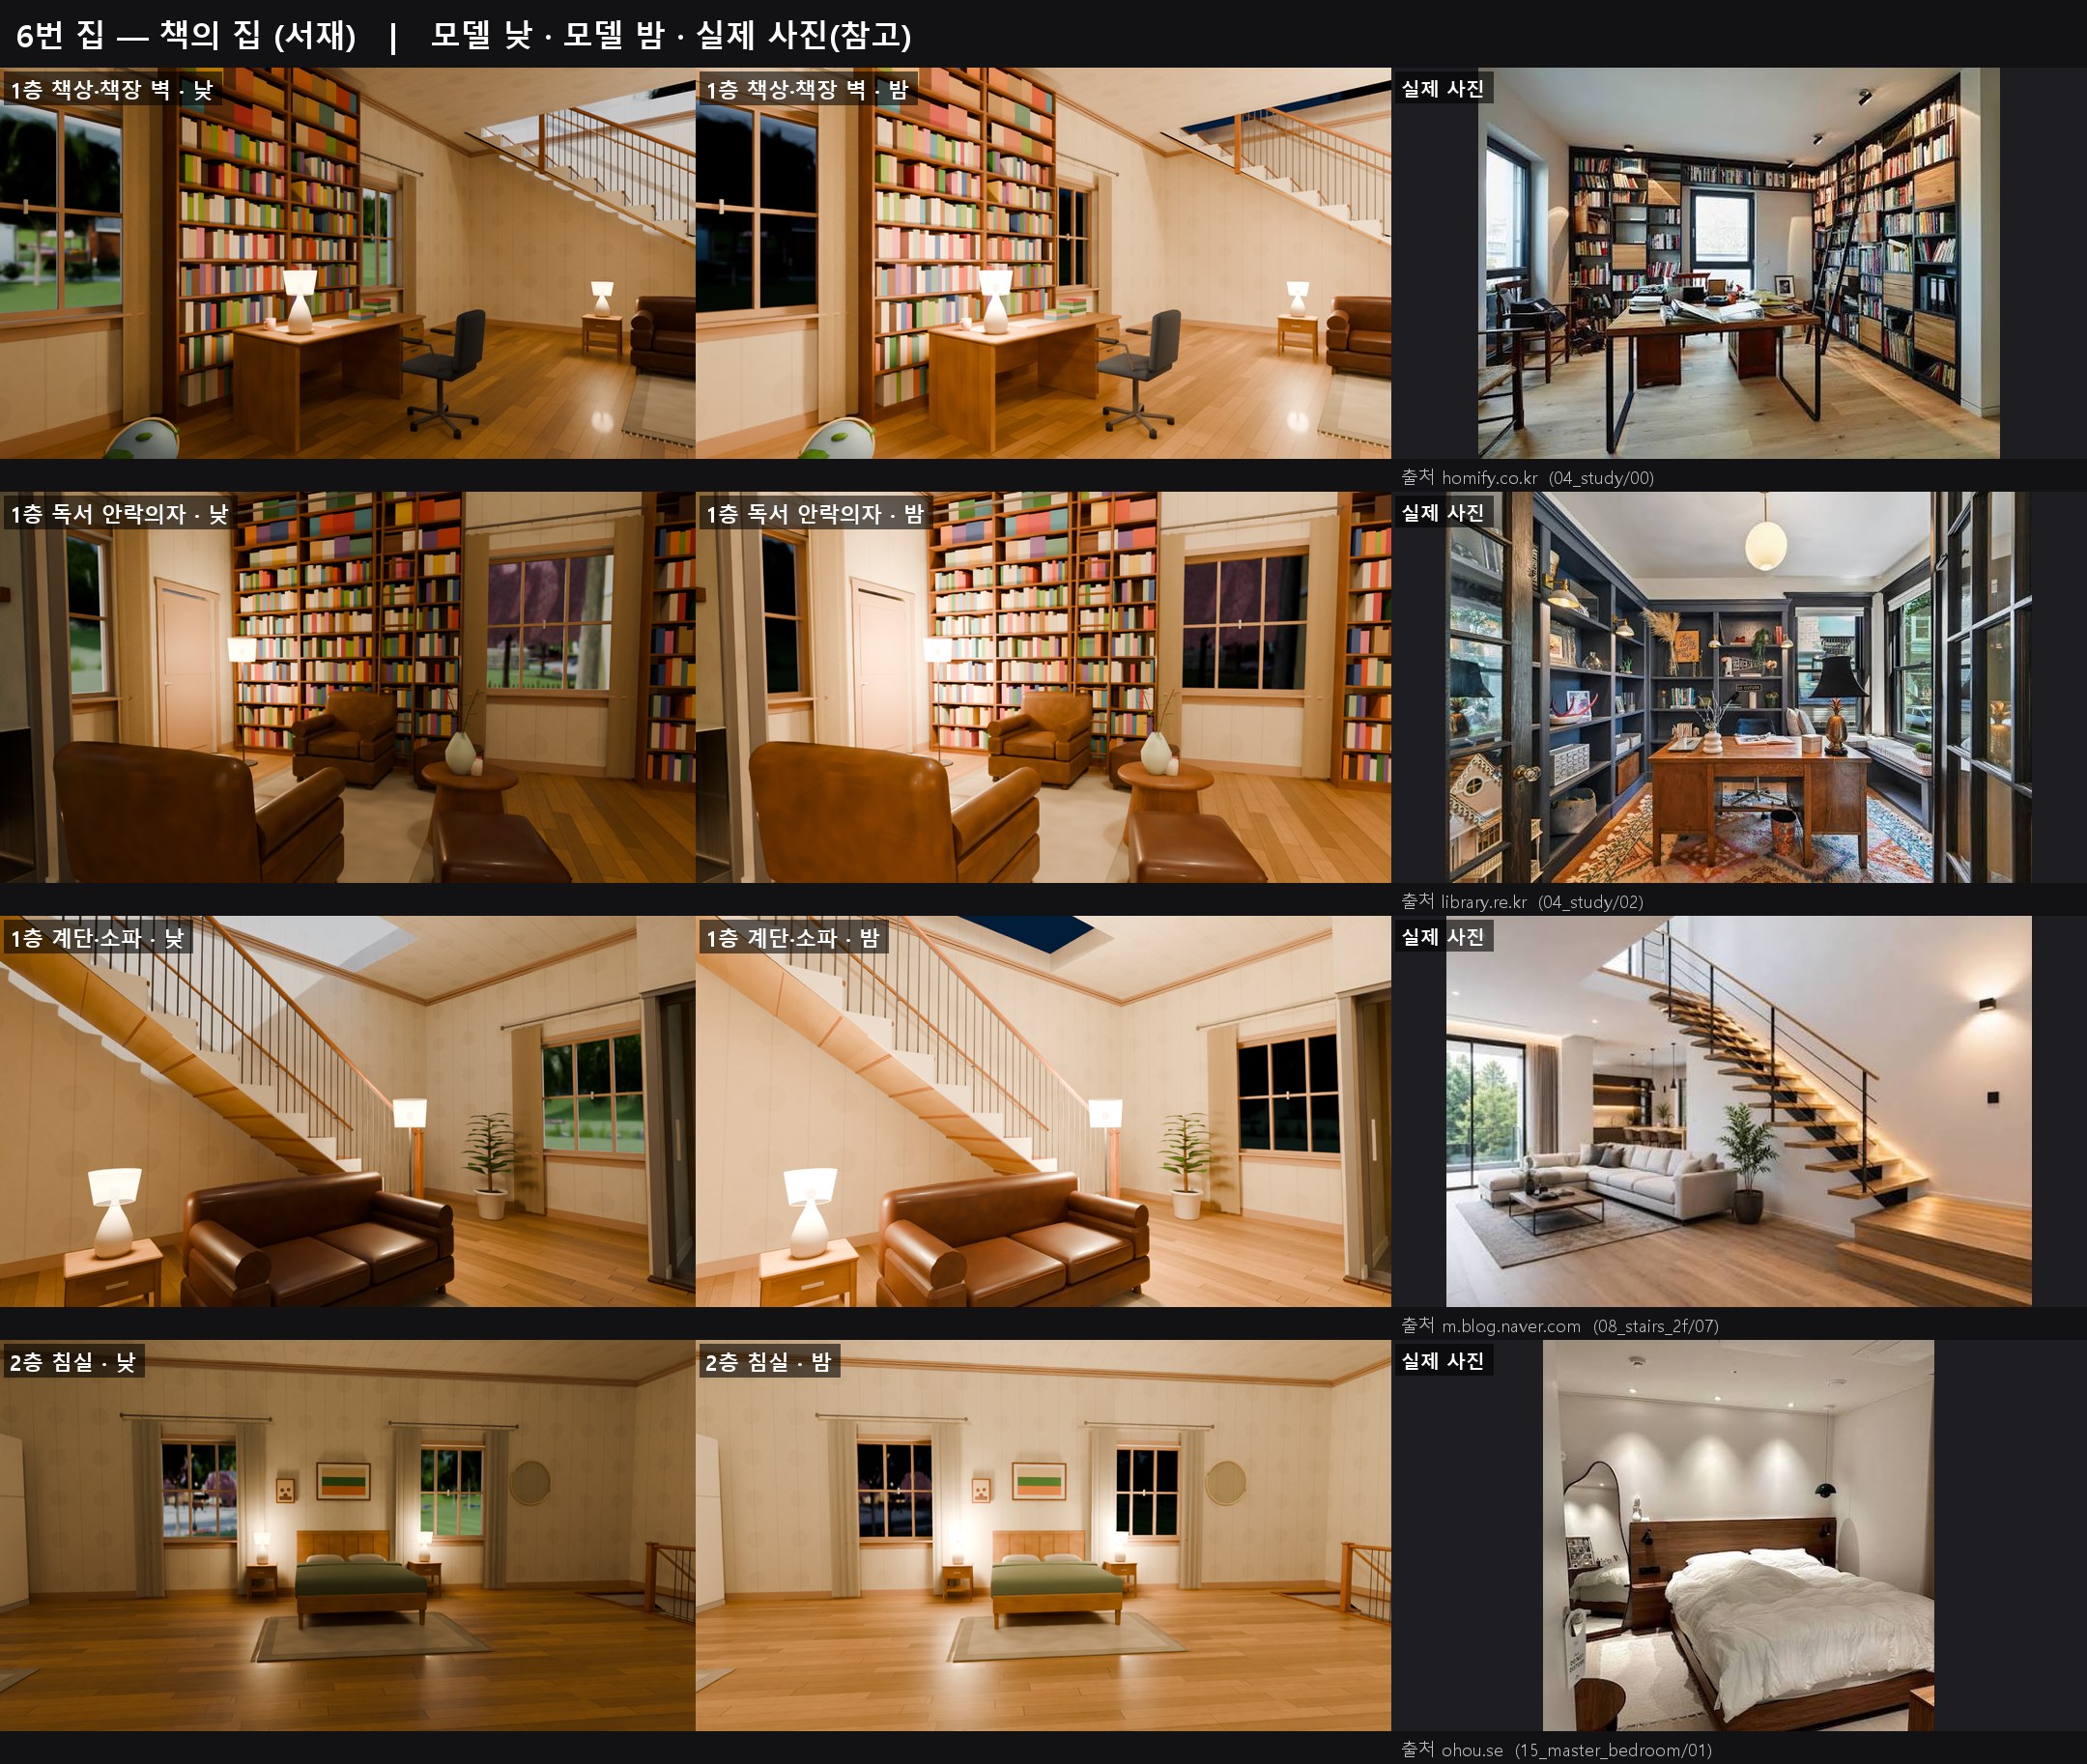 6번 집 — 책의 집 (서재) | 모델 낮 · 모델 밤 · 실제 사진(참고)
1층 책상·책장 벽 · 낮
1층 책상·책장 벽 · 밤
실제 사진
출처 homify.co.kr (04_study/00)
1층 독서 안락의자 · 낮
1층 독서 안락의자 · 밤
실제 사진
출처 library.re.kr (04_study/02)
1층 계단·소파 · 낮
1층 계단·소파 · 밤
실제 사진
출처 m.blog.naver.com (08_stairs_2f/07)
2층 침실 · 낮
2층 침실 · 밤
실제 사진
출처 ohou.se (15_master_bedroom/01)